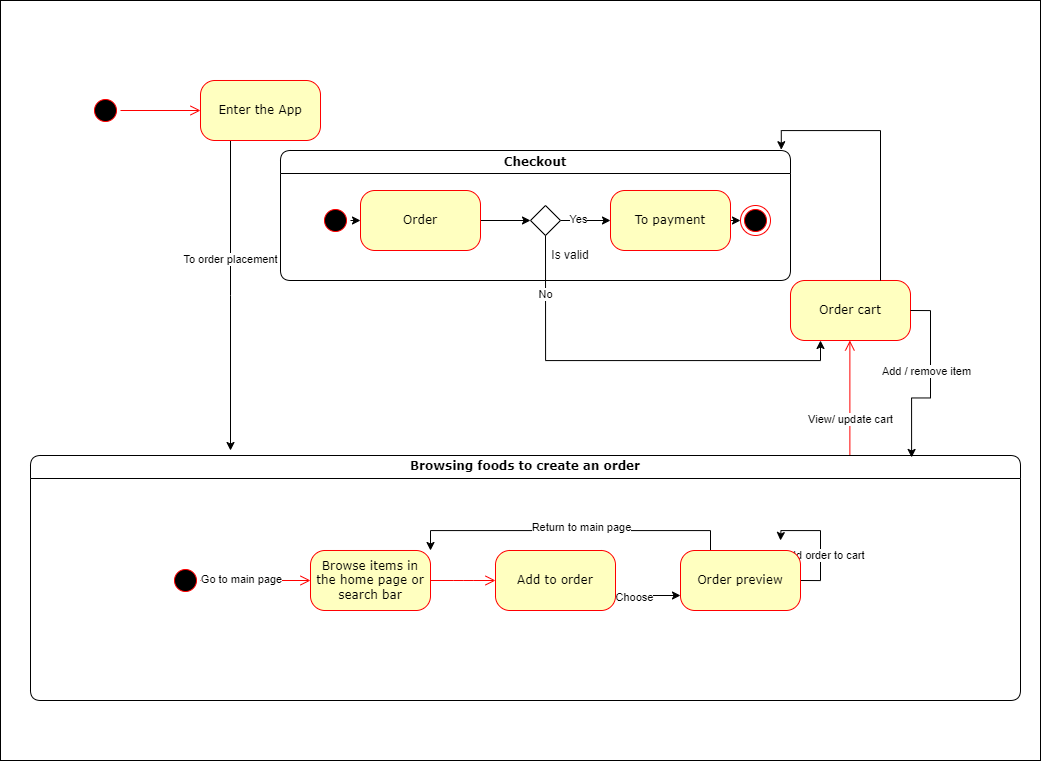 Enter the App
Checkout
Order
Yes
To payment
Is valid
To order placement
No
Order cart
Add / remove item
View/ update cart
Browsing foods to create an order
Return to main page
order to cart
Go to main page
Browse items in
the home page or
search bar
Add to order
Choose
Order preview